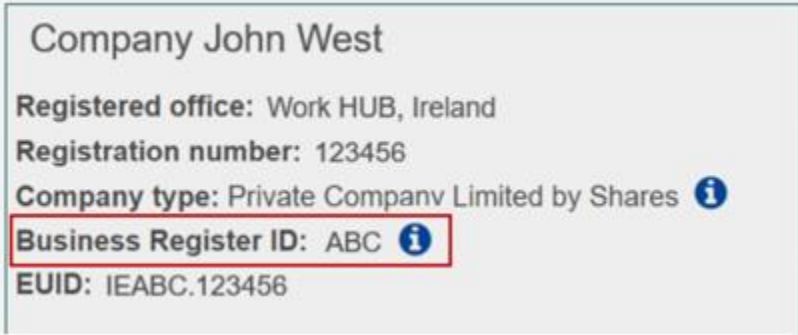 Company John West
Registered office: Work HUB, Ireland
Registration number: 123456
Company type: Private Company Limited by Shares
Business Register ID: ABC
EUID: IEABC.123456